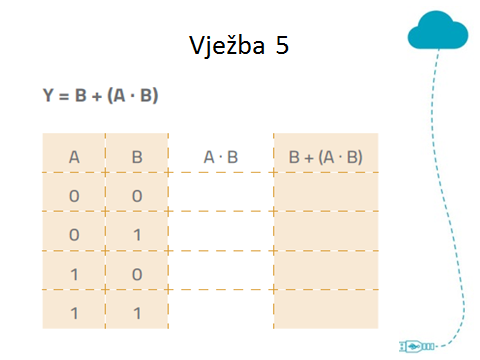 Vježba 5
Y = B + (A · B)
A B A · B B + (A · B)
0 0
0 1
1 0
1 1